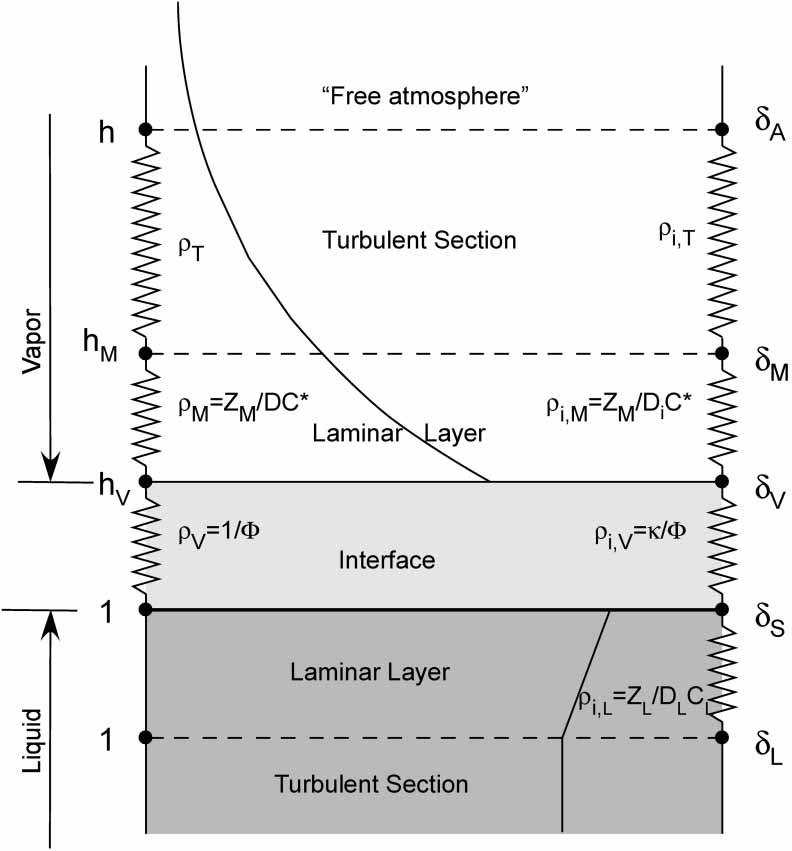 “Free atmosphere”
h
δA
Turbulent Section
ρT
ρi,T
Vapor
hM
δM
ρM=ZM/DC*
ρi,M=ZM/DiC*
Laminar Layer
hV
δV
ρV=1/Φ
ρi,V=κ/Φ
Interface
1
δS
Laminar Layer
ρi,L=ZL/DLCL
Liquid
1
δL
Turbulent Section